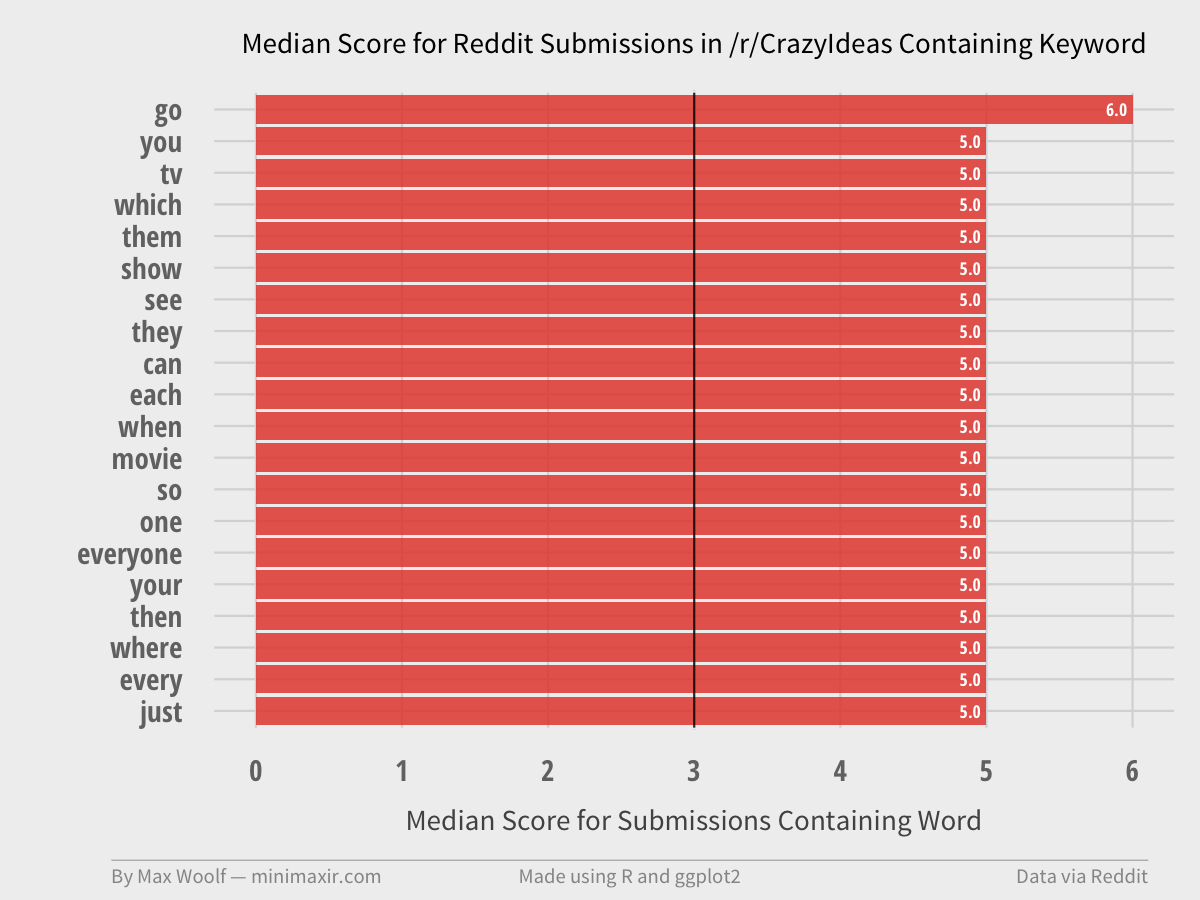 Median Score for Reddit Submissions in /r/CrazyIdeas Containing Keyword
go 6.0
you 5.0
tv 5.0
which 5.0
them 5.0
show 5.0
see 5.0
they 5.0
can 5.0
each 5.0
when 5.0
movie 5.0
so 5.0
one 5.0
everyone 5.0
your 5.0
then 5.0
where 5.0
every 5.0
just 5.0
0 1 2 3 4 5 6
Median Score for Submissions Containing Word
By Max Woolf — minimaxir.com Made using R and ggplot2 Data via Reddit